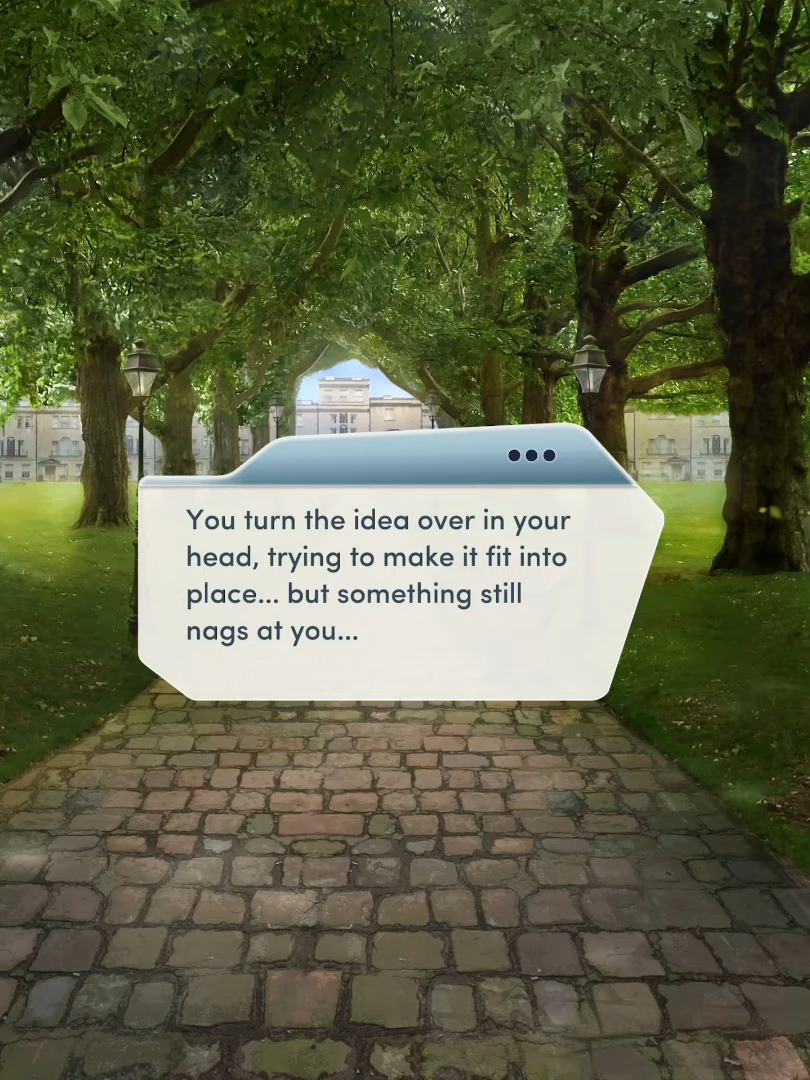 You turn the idea over in your
head, trying to make it fit into
place... but something still
nags at you...